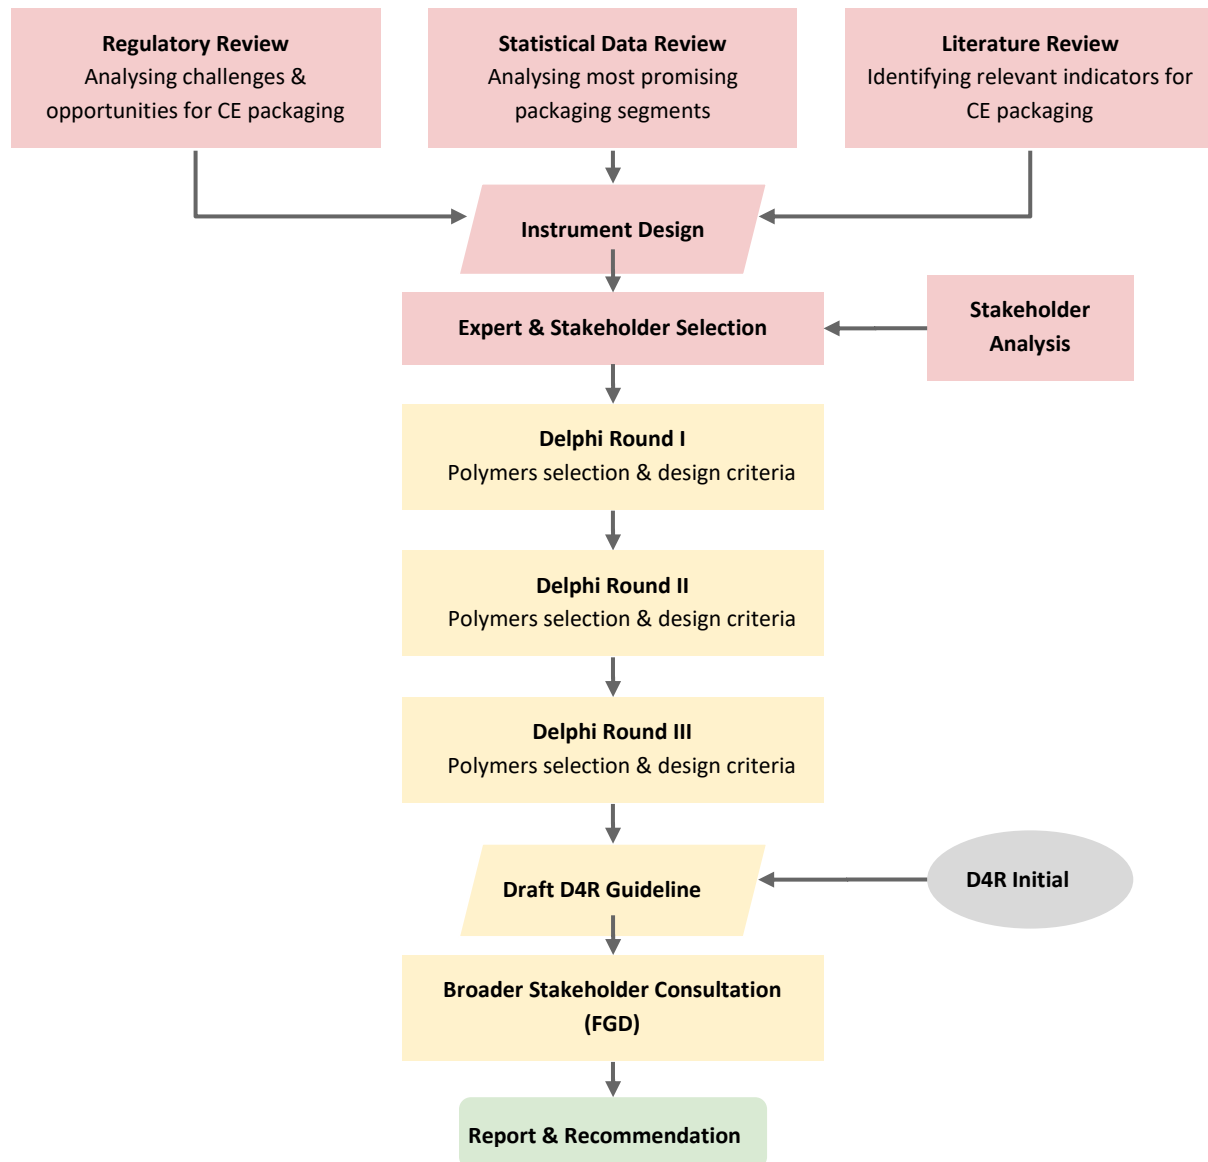 Regulatory Review
Analysing challenges &
opportunities for CE packaging
Statistical Data Review
Analysing most promising
packaging segments
Literature Review
Identifying relevant indicators for
CE packaging
Instrument Design
Expert & Stakeholder Selection
Stakeholder
Analysis
Delphi Round I
Polymers selection & design criteria
Delphi Round II
Polymers selection & design criteria
Delphi Round III
Polymers selection & design criteria
Draft D4R Guideline
D4R Initial
Broader Stakeholder Consultation
(FGD)
Report & Recommendation